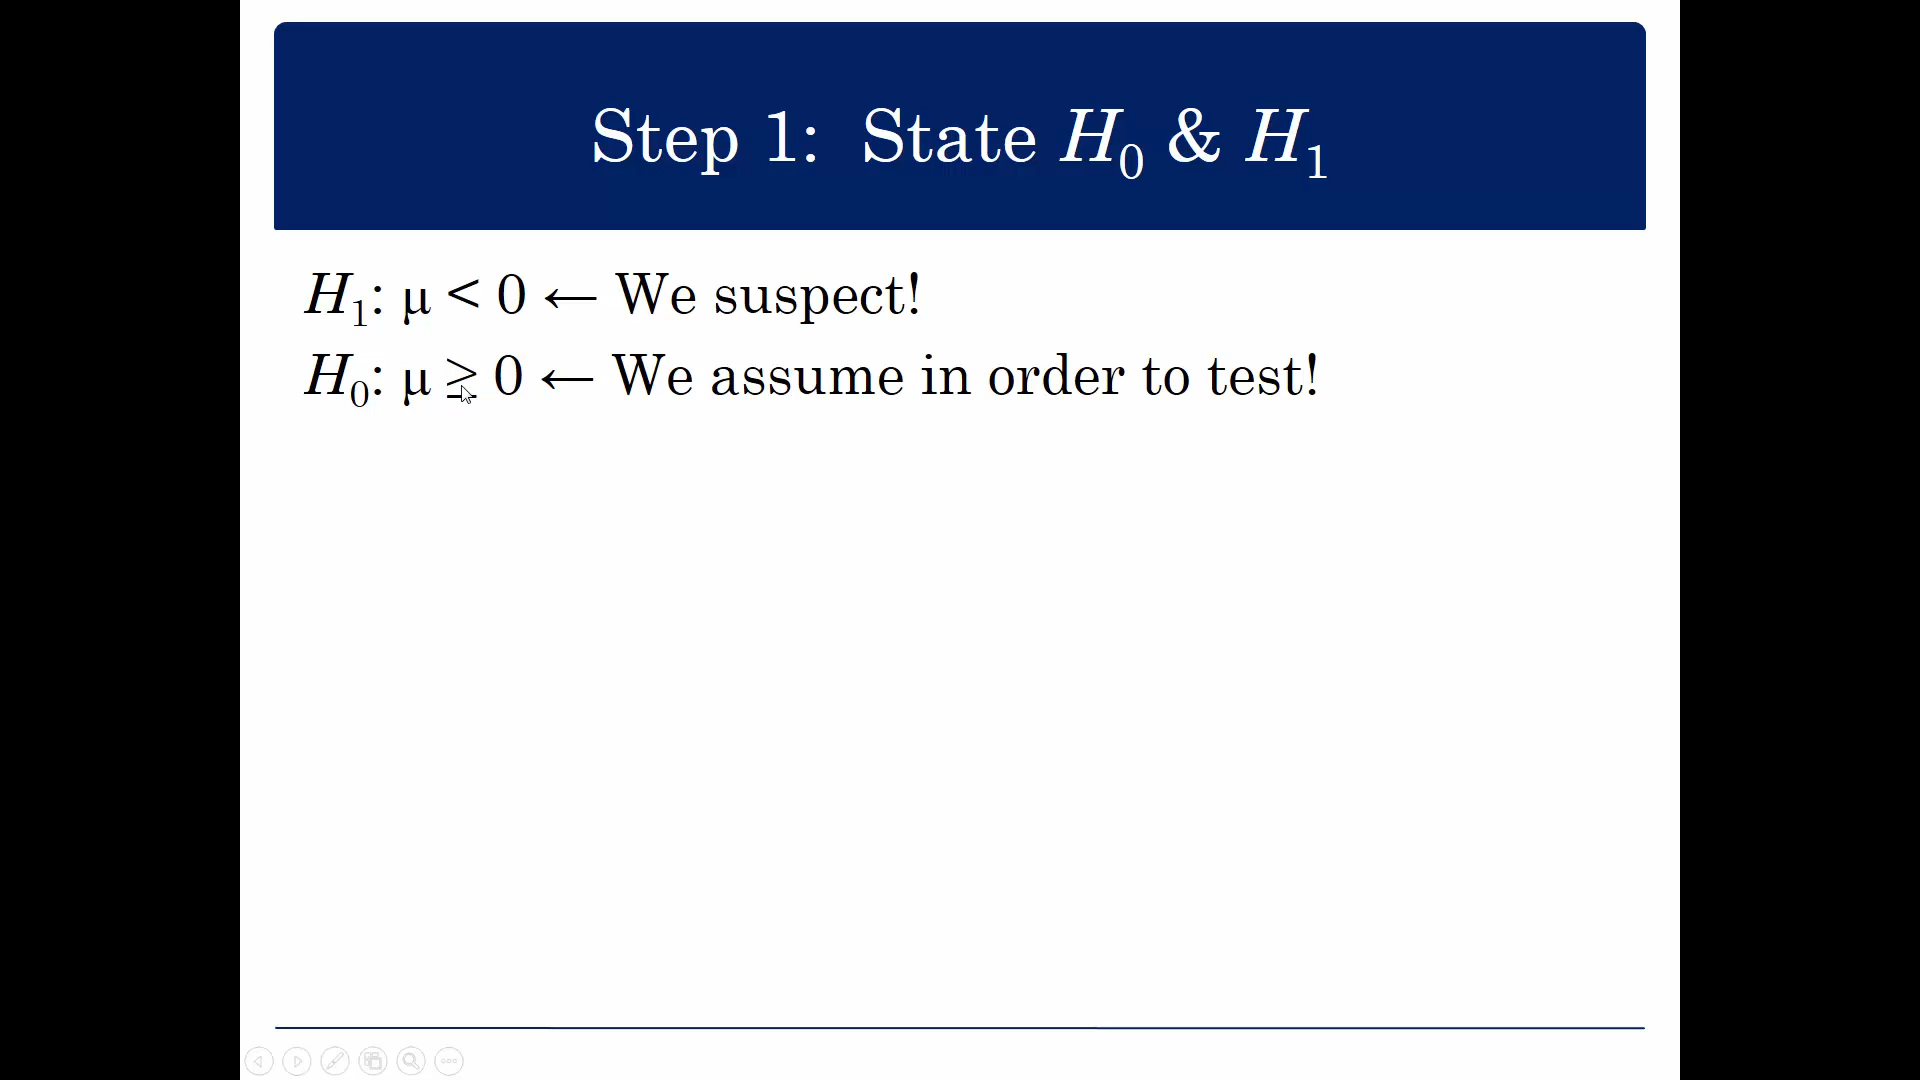 Step 1: State H₀ & H₁
H₁: μ < 0 ← We suspect!
H₀: μ ≥ 0 ← We assume in order to test!